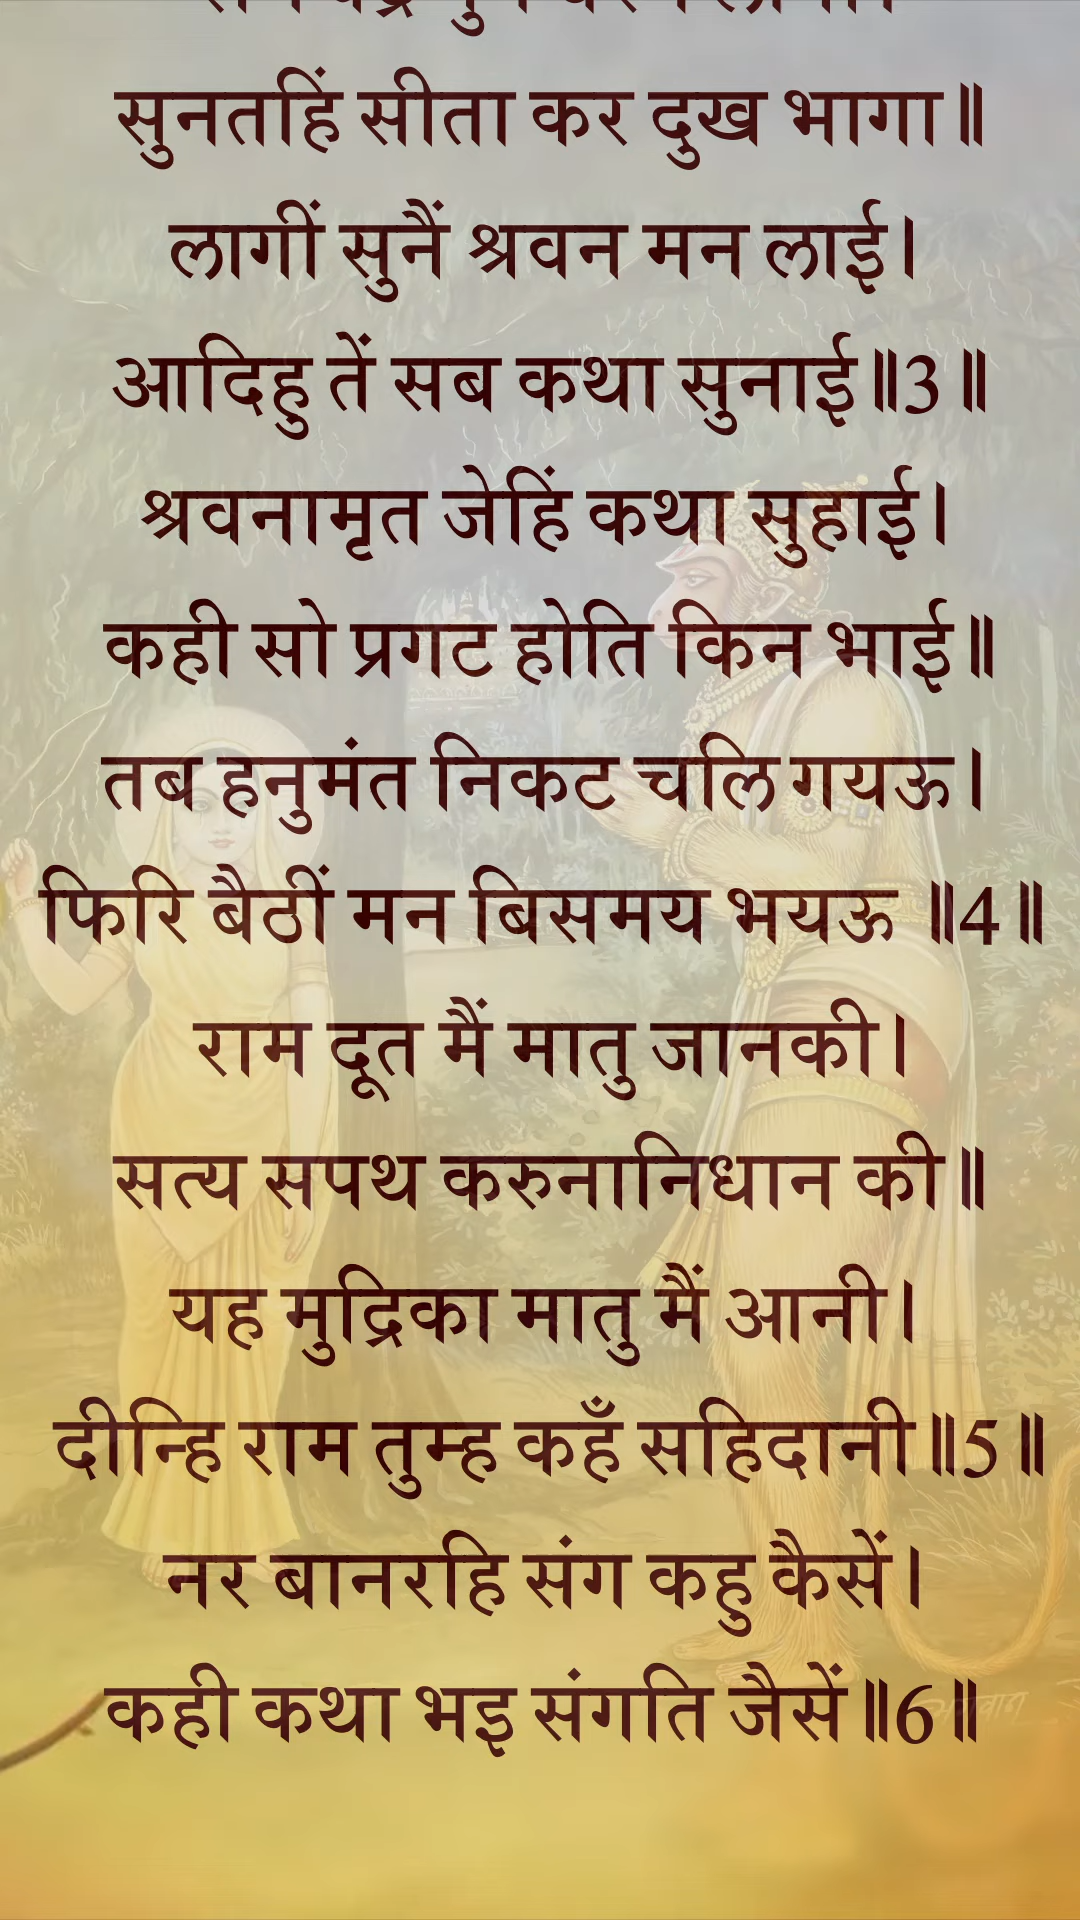 सुनतहिं सीता कर दुख भागा॥
लागीं सुनैं श्रवन मन लाई।
आदिहु तें सब कथा सुनाई॥3॥
श्रवनामृत जेहिं कथा सुहाई।
कही सो प्रगट होति किन भाई॥
तब हनुमंत निकट चलि गयऊ।
फिरि बैठीं मन बिसमय भयऊ ॥4॥
राम दूत मैं मातु जानकी।
सत्य सपथ करुनानिधान की॥
यह मुद्रिका मातु मैं आनी।
दीन्हि राम तुम्ह कहँ सहिदानी॥5॥
नर बानरहि संग कहु कैसें।
कही कथा भइ संगति जैसें॥6॥